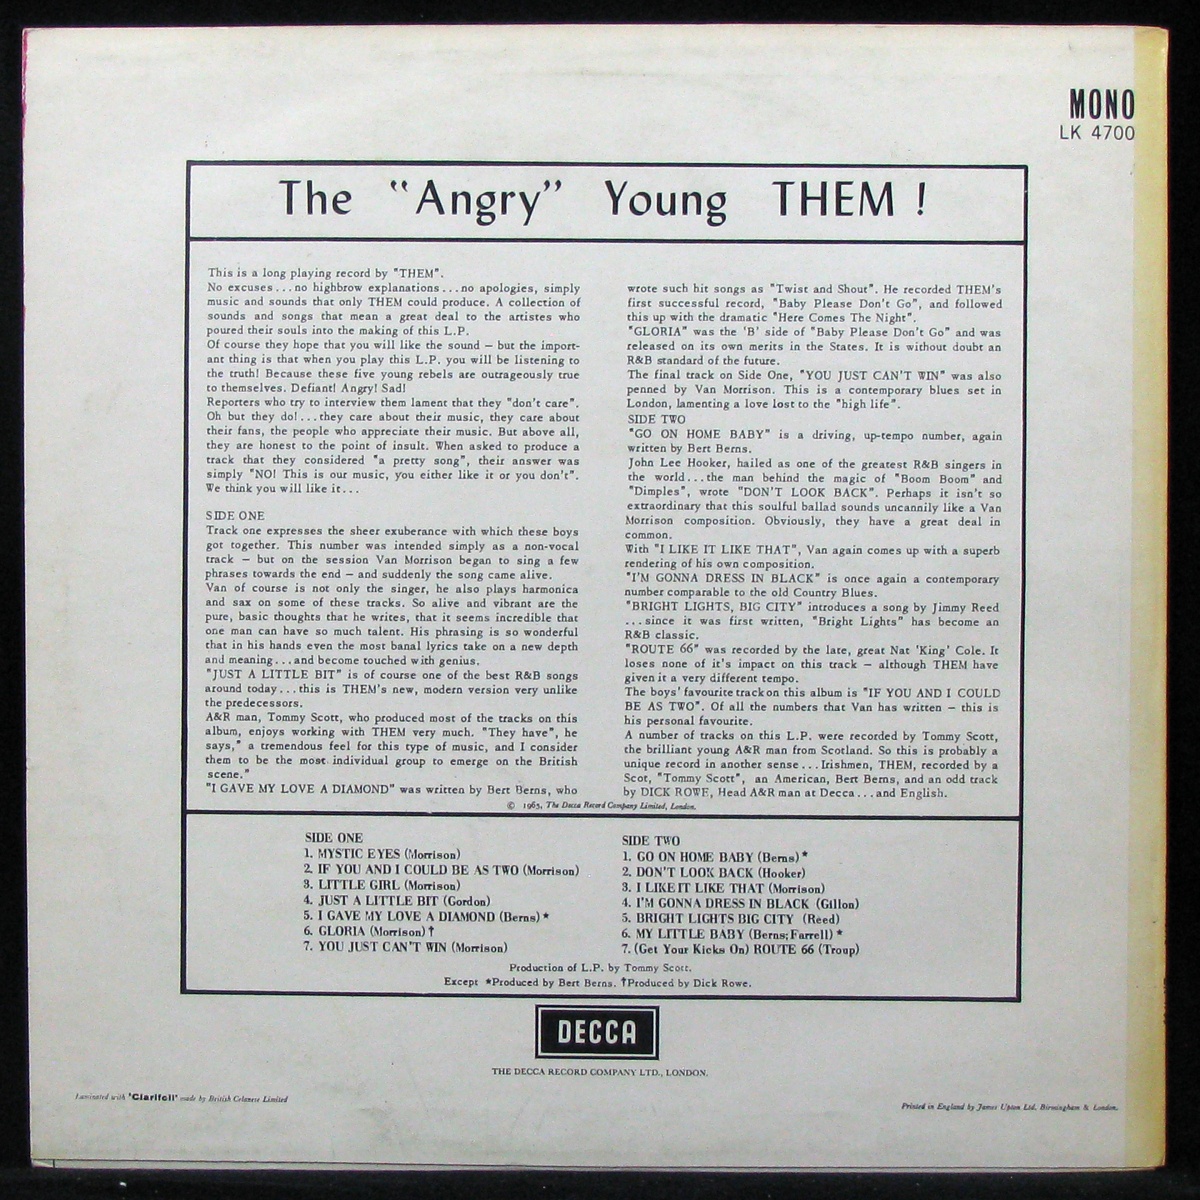 MONO
LK 4700
The "Angry" Young THEM !
This is a long playing record by "THEM".
No excuses...no highbrow explanations...no apologies, simply
music and sounds that only THEM could produce. A collection of
sounds and songs that mean a great deal to the artistes who
poured their souls into the making of this L.P.
Of course they hope that you will like the sound – but the import-
ant thing is that when you play this L.P. you will be listening to
the truth! Because these five young rebels are outrageously true
to themselves. Defiant! Angry! Sad!
Reporters who try to interview them lament that they "don't care".
Oh but they do!...they care about their music, they care about
their fans, the people who appreciate their music. But above all,
they are honest to the point of insult. When asked to produce a
track that they considered "a pretty song", their answer was
simply "NO! This is our music, you either like it or you don't".
We think you will like it...
SIDE ONE
Track one expresses the sheer exuberance with which these boys
got together. This number was intended simply as a non-vocal
track – but on the session Van Morrison began to sing a few
phrases towards the end – and suddenly the song came alive.
Van of course is not only the singer, he also plays harmonica
and sax on some of these tracks. So alive and vibrant are the
pure, basic thoughts that he writes, that it seems incredible that
one man can have so much talent. His phrasing is so wonderful
that in his hands even the most banal lyrics take on a new depth
and meaning...and become touched with genius.
"JUST A LITTLE BIT" is of course one of the best R&B songs
around today...this is THEM's new, modern version very unlike
the predecessors.
A&R man, Tommy Scott, who produced most of the tracks on this
album, enjoys working with THEM very much. "They have", he
says," a tremendous feel for this type of music, and I consider
them to be the most individual group to emerge on the British
scene."
"I GAVE MY LOVE A DIAMOND" was written by Bert Berns, who
wrote such hit songs as "Twist and Shout". He recorded THEM's
first successful record, "Baby Please Don't Go", and followed
this up with the dramatic "Here Comes The Night".
"GLORIA" was the 'B' side of "Baby Please Don't Go" and was
released on its own merits in the States. It is without doubt an
R&B standard of the future.
The final track on Side One, "YOU JUST CAN'T WIN" was also
penned by Van Morrison. This is a contemporary blues set in
London, lamenting a love lost to the "high life".
SIDE TWO
"GO ON HOME BABY" is a driving, up-tempo number, again
written by Bert Berns.
John Lee Hooker, hailed as one of the greatest R&B singers in
the world...the man behind the magic of "Boom Boom" and
"Dimples", wrote "DON'T LOOK BACK". Perhaps it isn't so
extraordinary that this soulful ballad sounds uncannily like a Van
Morrison composition. Obviously, they have a great deal in
common.
With "I LIKE IT LIKE THAT", Van again comes up with a superb
rendering of his own composition.
"I'M GONNA DRESS IN BLACK" is once again a contemporary
number comparable to the old Country Blues.
"BRIGHT LIGHTS, BIG CITY" introduces a song by Jimmy Reed
...since it was first written, "Bright Lights" has become an
R&B classic.
"ROUTE 66" was recorded by the late, great Nat 'King' Cole. It
loses none of it's impact on this track – although THEM have
given it a very different tempo.
The boys' favourite track on this album is "IF YOU AND I COULD
BE AS TWO". Of all the numbers that Van has written – this is
his personal favourite.
A number of tracks on this L.P. were recorded by Tommy Scott,
the brilliant young A&R man from Scotland. So this is probably a
unique record in another sense...Irishmen, THEM, recorded by a
Scot, "Tommy Scott", an American, Bert Berns, and an odd track
by DICK ROWE, Head A&R man at Decca...and English.
© 1965, The Decca Record Company Limited, London.
SIDE ONE
1. MYSTIC EYES (Morrison)
2. IF YOU AND I COULD BE AS TWO (Morrison)
3. LITTLE GIRL (Morrison)
4. JUST A LITTLE BIT (Gordon)
5. I GAVE MY LOVE A DIAMOND (Berns)*
6. GLORIA (Morrison)†
7. YOU JUST CAN'T WIN (Morrison)
SIDE TWO
1. GO ON HOME BABY (Berns)*
2. DON'T LOOK BACK (Hooker)
3. I LIKE IT LIKE THAT (Morrison)
4. I'M GONNA DRESS IN BLACK (Gillon)
5. BRIGHT LIGHTS BIG CITY (Reed)
6. MY LITTLE BABY (Berns; Farrell)*
7. (Get Your Kicks On) ROUTE 66 (Troup)
Production of L.P. by Tommy Scott.
Except *Produced by Bert Berns. †Produced by Dick Rowe.
DECCA
THE DECCA RECORD COMPANY LTD., LONDON.
Laminated with 'Clarifoil' made by British Celanese Limited
Printed in England by James Upton Ltd. Birmingham & London.